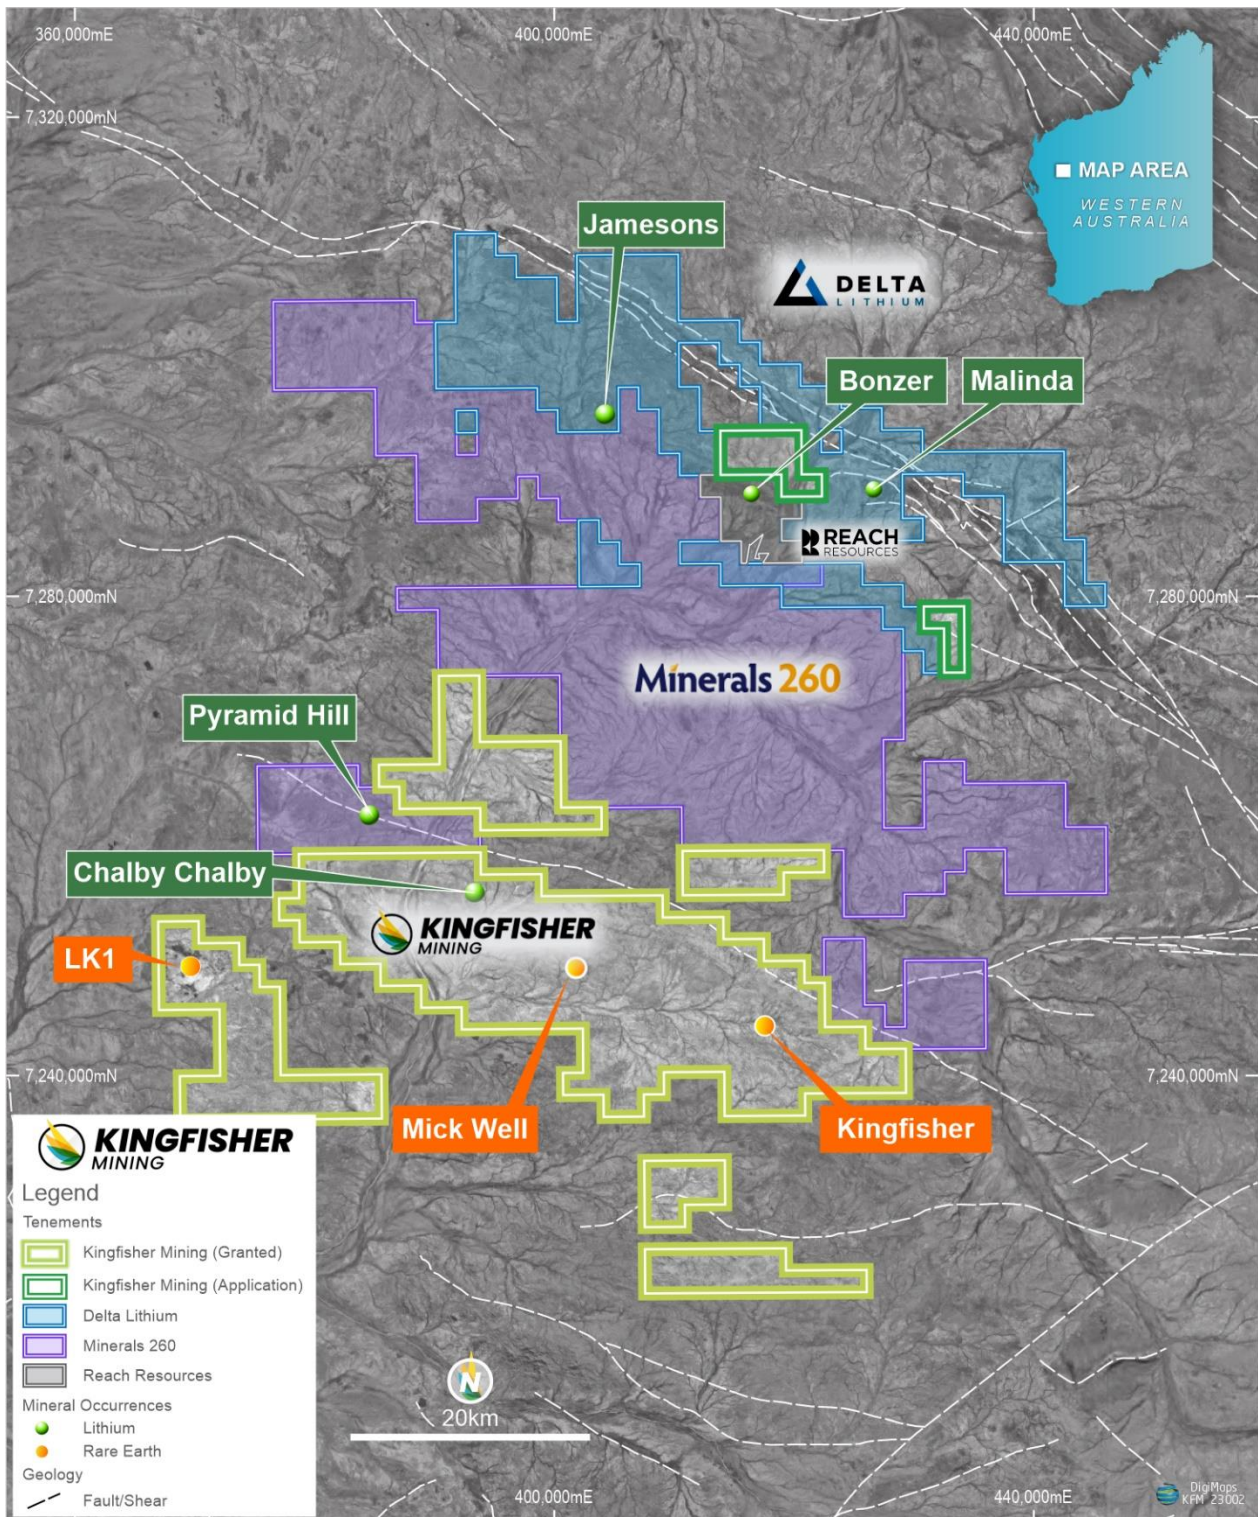 360,000mE
400,000mE
440,000mE
7,320,000mN
MAP AREA
WESTERN
AUSTRALIA
Jamesons
DELTA
LITHIUM
Bonzer
Malinda
REACH
RESOURCES
7,280,000mN
7,280,000mN
Minerals 260
Pyramid Hill
Chalby Chalby
KINGFISHER
MINING
LK1
7,240,000mN
7,240,000mN
Mick Well
Kingfisher
KINGFISHER
MINING
Legend
Tenements
Kingfisher Mining (Granted)
Kingfisher Mining (Application)
Delta Lithium
Minerals 260
Reach Resources
Mineral Occurrences
Lithium
Rare Earth
Geology
Fault/Shear
N
20km
400,000mE
440,000mE
DigiMaps
KFM_23002